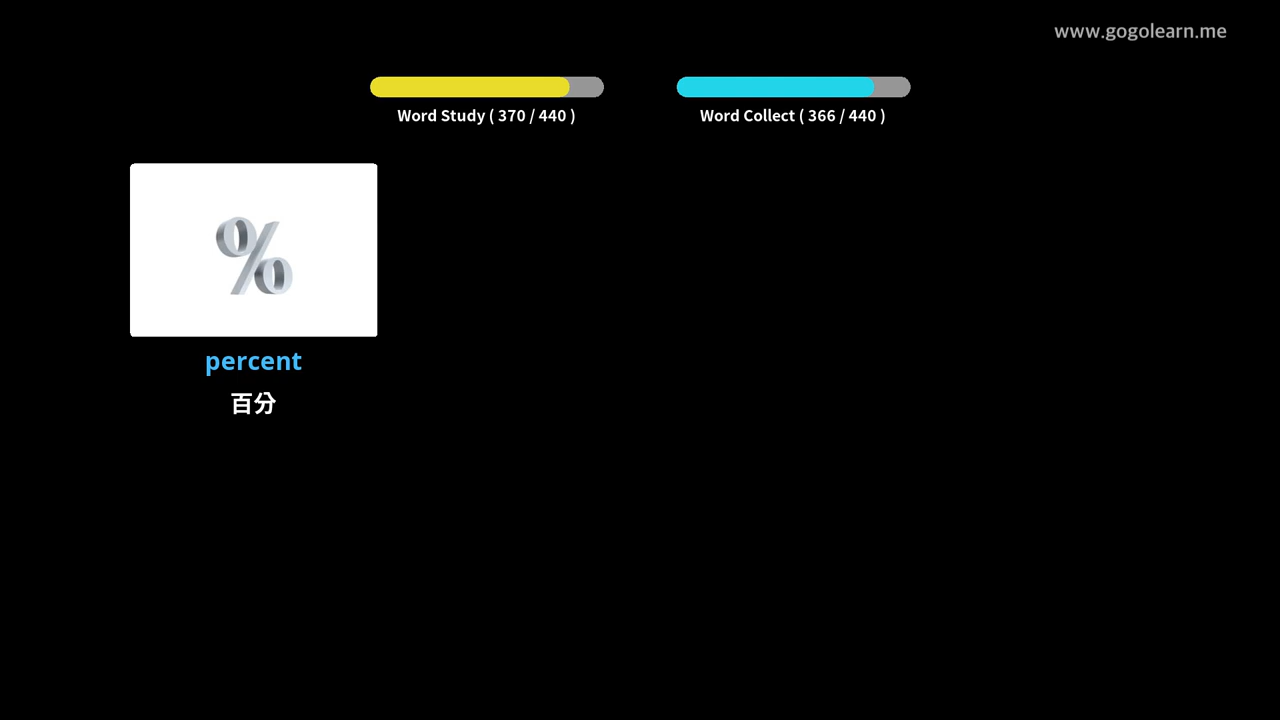 www.gogolearn.me
Word Study ( 370 / 440 )
Word Collect ( 366 / 440 )
%
percent
百分